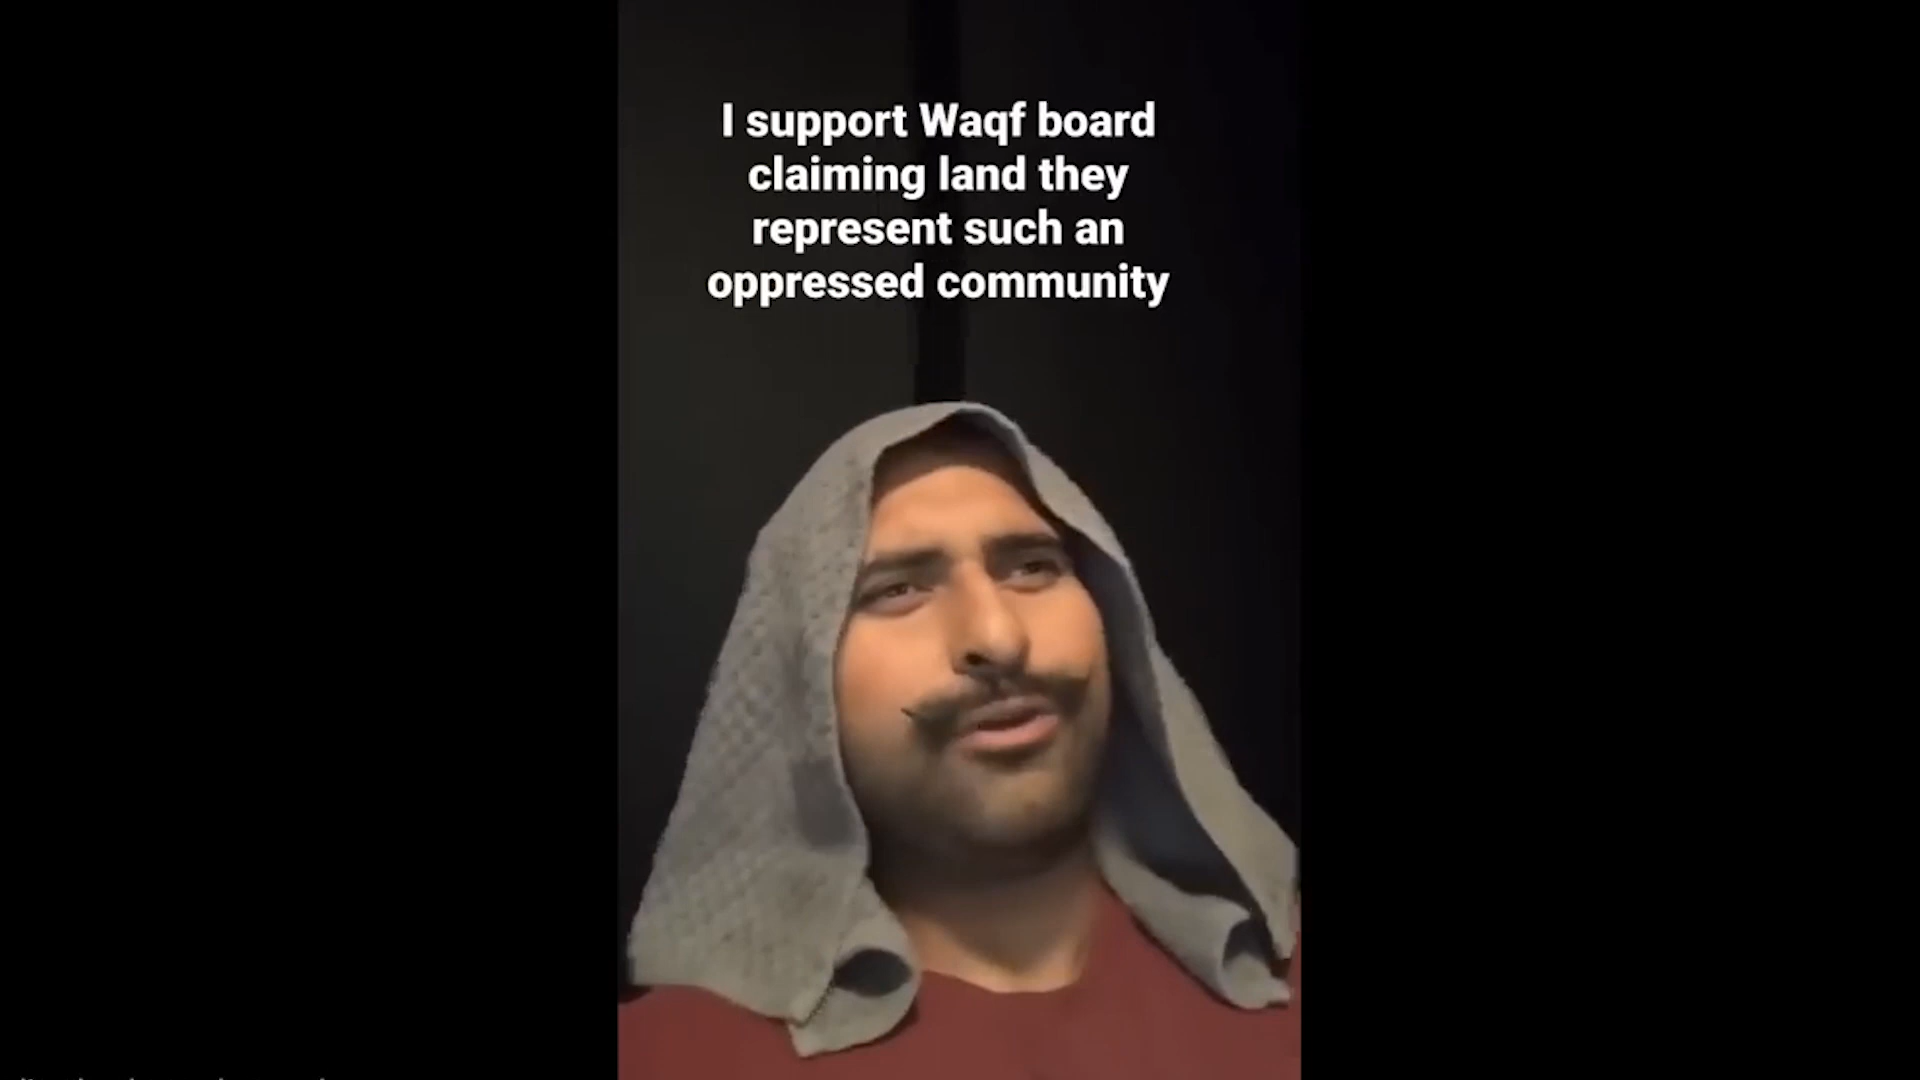 I support Waqf board
claiming land they
represent such an
oppressed community